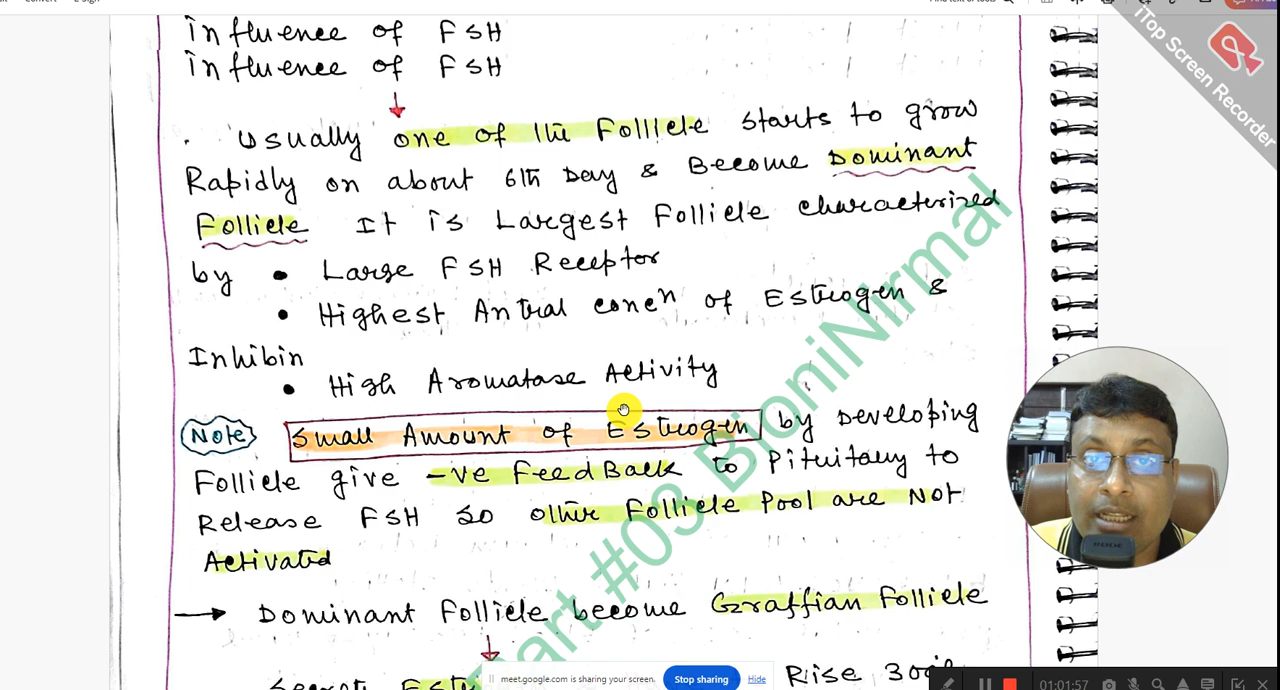 influence of FSH
influence of FSH
Usually one of the Follicle starts to grow
Rapidly on about 6th Day & Become Dominant
Follicle It is Largest Follicle characterized
by • Large FSH Receptor
• Highest Antral concn of Estrogen &
Inhibin
• High Aromatase Activity
Note Small Amount of Estrogen by Developing
Follicle give -ve FeedBack to Pituitary to
Release FSH so other Follicle Pool are Not
Activated
→ Dominant Follicle become Graffian Follicle
Rise
iTop Screen Recorder
Part #03_BioniNirmal
RODE
meet.google.com is sharing your screen.
Stop sharing
Hide
01:01:57